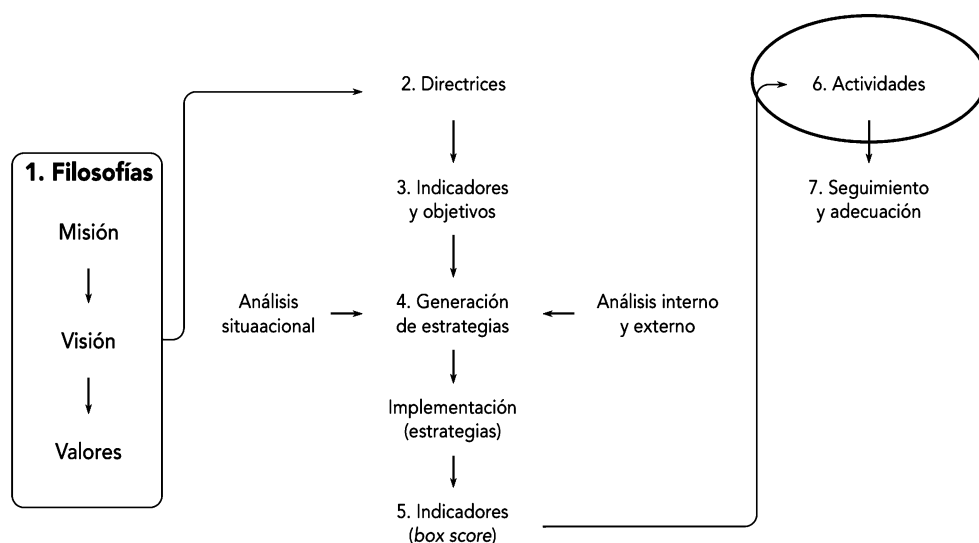 1. Filosofías
Misión
Visión
Valores
2. Directrices
3. Indicadores
y objetivos
Análisis
situaacional
4. Generación
de estrategias
Análisis interno
y externo
Implementación
(estrategias)
5. Indicadores
(box score)
6. Actividades
7. Seguimiento
y adecuación